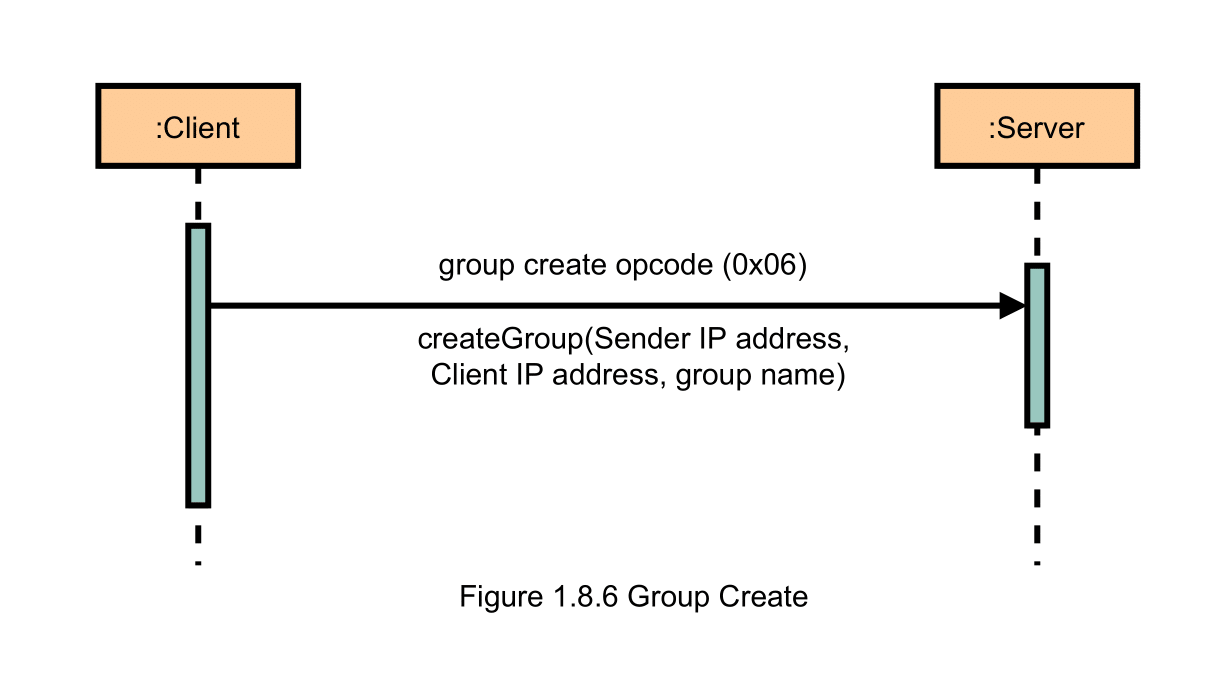 :Client
:Server
group create opcode (0x06)
createGroup(Sender IP address,
Client IP address, group name)
Figure 1.8.6 Group Create